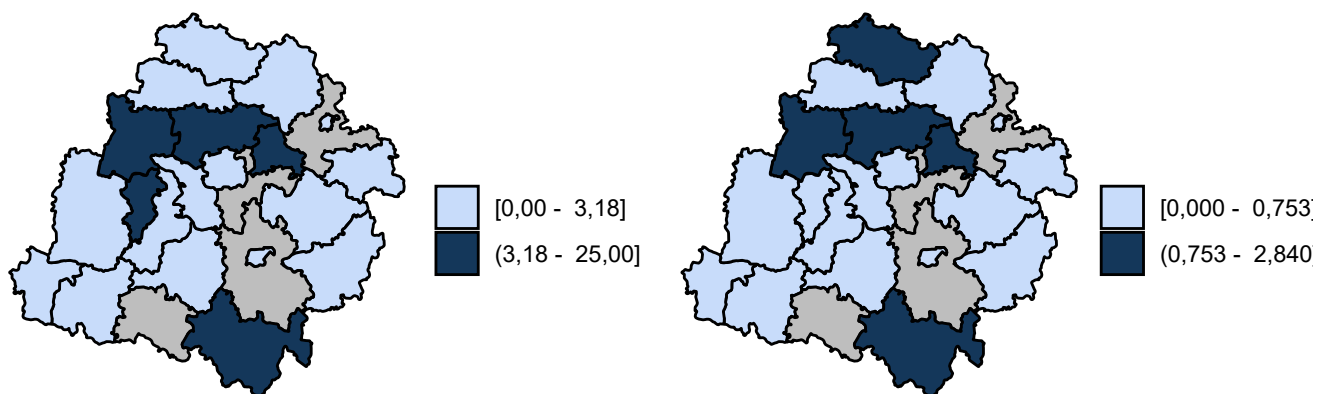 [0,00 - 3,18]
(3,18 - 25,00]
[0,000 - 0,753]
(0,753 - 2,840]